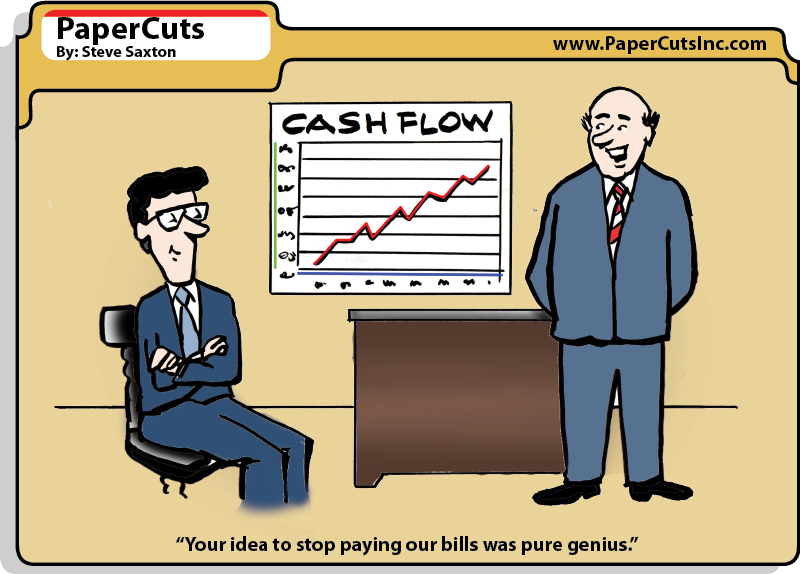 PaperCuts
By: Steve Saxton
www.PaperCutsInc.com
CASH FLOW
“Your idea to stop paying our bills was pure genius.”